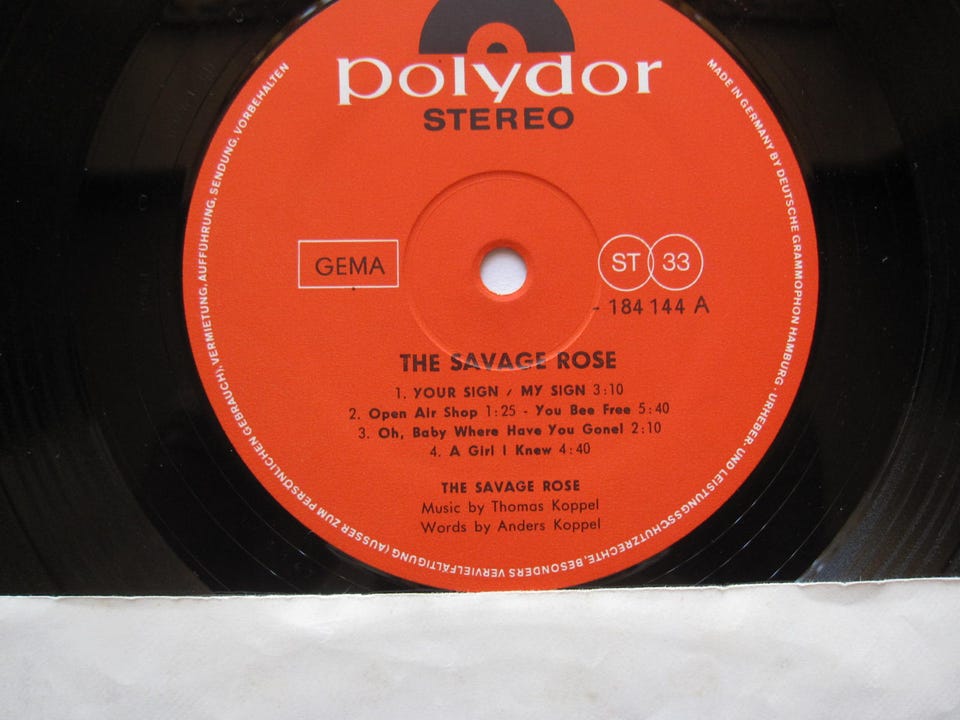 polydor
STEREO
GEMA
ST 33
- 184 144 A
THE SAVAGE ROSE
1. YOUR SIGN / MY SIGN 3:10
2. Open Air Shop 1:25 - You Bee Free 5:40
3. Oh, Baby Where Have You Gone! 2:10
4. A Girl I Knew 4:40
THE SAVAGE ROSE
Music by Thomas Koppel
Words by Anders Koppel
MADE IN GERMANY BY DEUTSCHE GRAMMOPHON HAMBURG · URHEBER- UND LEISTUNGSSCHUTZRECHTE, BESONDERS VERVIELFÄLTIGUNG (AUSSER ZUM PERSÖNLICHEN GEBRAUCH), VERMIETUNG, AUFFÜHRUNG, SENDUNG, VORBEHALTEN